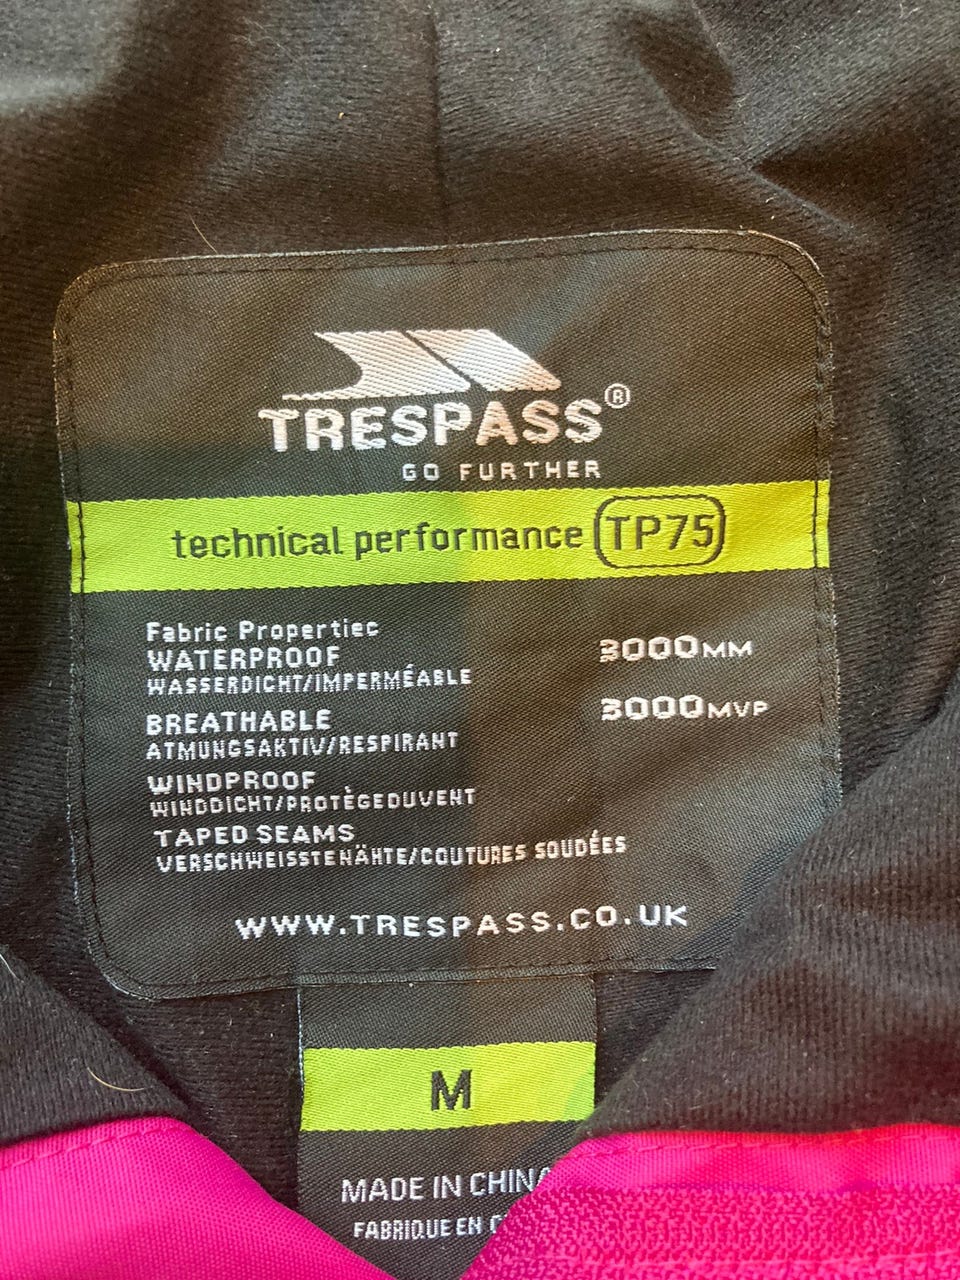 TRESPASS®
GO FURTHER
technical performance TP75
Fabric Propertiec
WATERPROOF 3000MM
WASSERDICHT/IMPERMÉABLE
BREATHABLE 3000MVP
ATMUNGSAKTIV/RESPIRANT
WINDPROOF
WINDDICHT/PROTÈGEDUVENT
TAPED SEAMS
VERSCHWEISSTENÄHTE/COUTURES SOUDÉES
WWW.TRESPASS.CO.UK
M
MADE IN CHINA
FABRIQUE EN